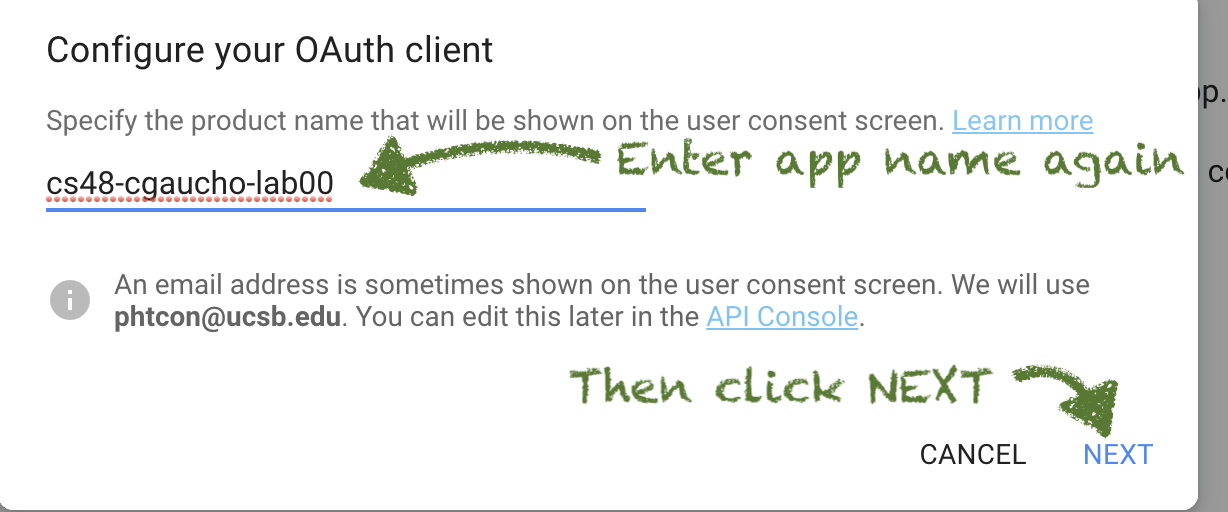 Configure your OAuth client
Specify the product name that will be shown on the user consent screen. Learn more
Enter app name again
cs48-cgaucho-lab00
An email address is sometimes shown on the user consent screen. We will use
phtcon@ucsb.edu. You can edit this later in the API Console.
Then click NEXT
CANCEL NEXT